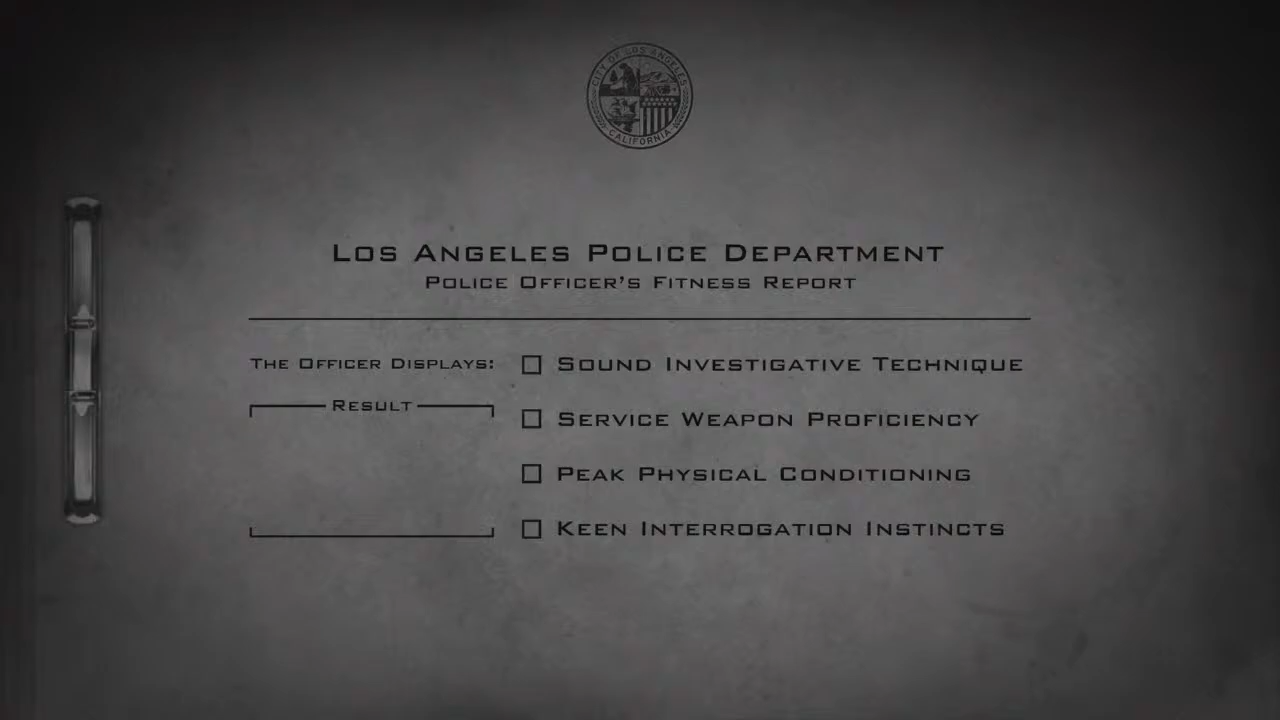 CITY OF LOS ANGELES
CALIFORNIA
Los Angeles Police Department
Police Officer's Fitness Report
The Officer Displays:
Result
Sound Investigative Technique
Service Weapon Proficiency
Peak Physical Conditioning
Keen Interrogation Instincts